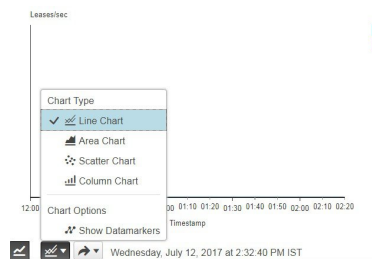 Leases/sec
Chart Type
Line Chart
Area Chart
Scatter Chart
Column Chart
Chart Options
Show Datamarkers
12:00 00 01:10 01:20 01:30 01:40 01:50 02:00 02:10 02:20
Timestamp
Wednesday, July 12, 2017 at 2:32:40 PM IST